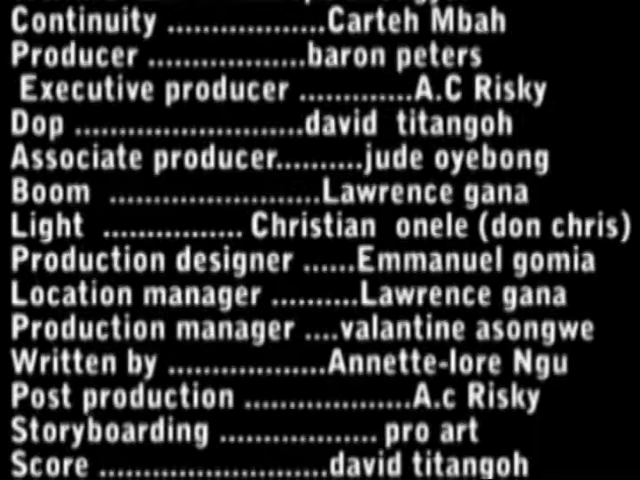 Continuity ...................Carteh Mbah
Producer ...................baron peters
Executive producer .............A.C Risky
Dop ...........................david titangoh
Associate producer..........jude oyebong
Boom .........................Lawrence gana
Light ................ Christian onele (don chris)
Production designer ......Emmanuel gomia
Location manager ..........Lawrence gana
Production manager ....valantine asongwe
Written by ...................Annette-lore Ngu
Post production ...................A.c Risky
Storyboarding .................. pro art
Score ...........................david titangoh